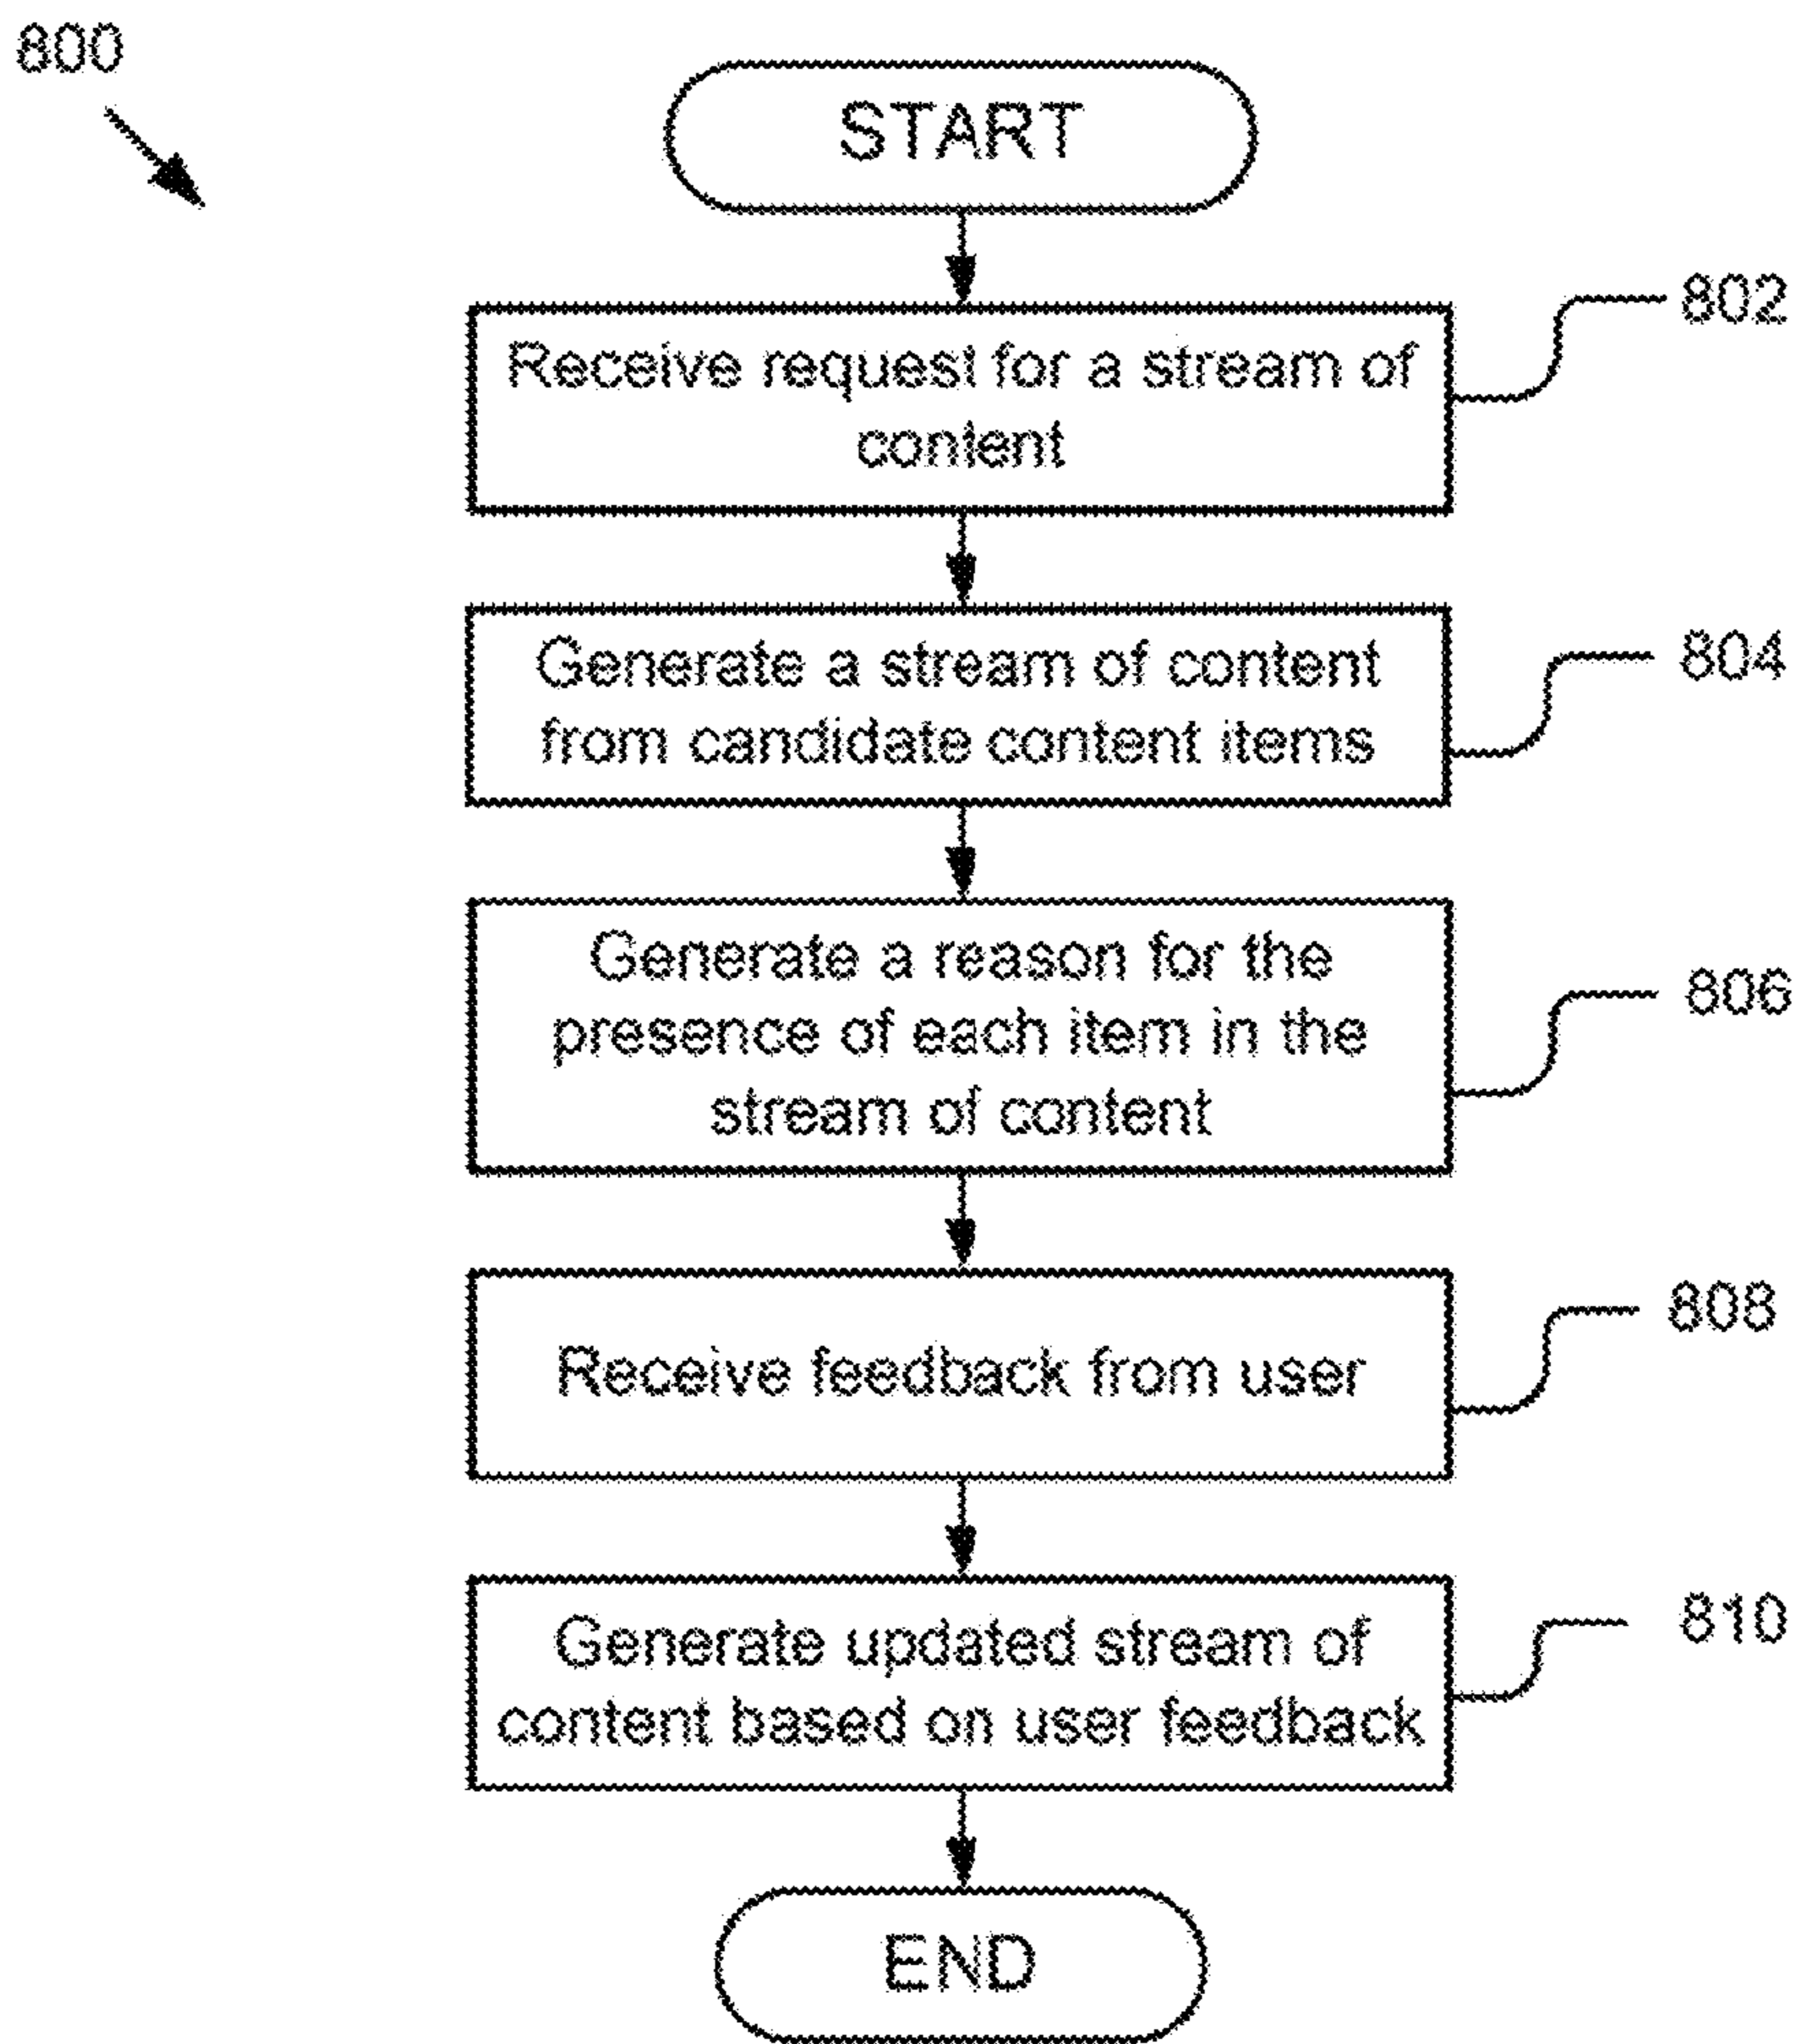 800
START
802
Receive request for a stream of
content
804
Generate a stream of content
from candidate content items
806
Generate a reason for the
presence of each item in the
stream of content
808
Receive feedback from user
810
Generate updated stream of
content based on user feedback
END